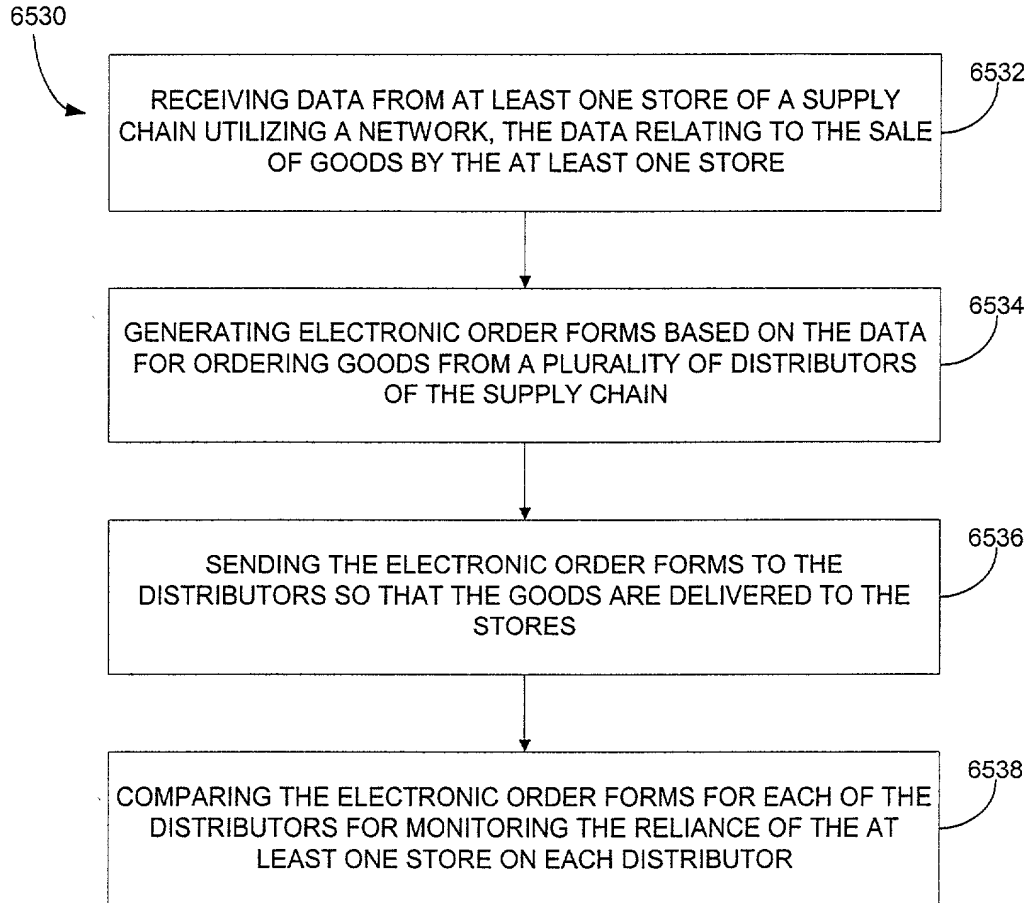 6530
6532
RECEIVING DATA FROM AT LEAST ONE STORE OF A SUPPLY
CHAIN UTILIZING A NETWORK, THE DATA RELATING TO THE SALE
OF GOODS BY THE AT LEAST ONE STORE
6534
GENERATING ELECTRONIC ORDER FORMS BASED ON THE DATA
FOR ORDERING GOODS FROM A PLURALITY OF DISTRIBUTORS
OF THE SUPPLY CHAIN
6536
SENDING THE ELECTRONIC ORDER FORMS TO THE
DISTRIBUTORS SO THAT THE GOODS ARE DELIVERED TO THE
STORES
6538
COMPARING THE ELECTRONIC ORDER FORMS FOR EACH OF THE
DISTRIBUTORS FOR MONITORING THE RELIANCE OF THE AT
LEAST ONE STORE ON EACH DISTRIBUTOR